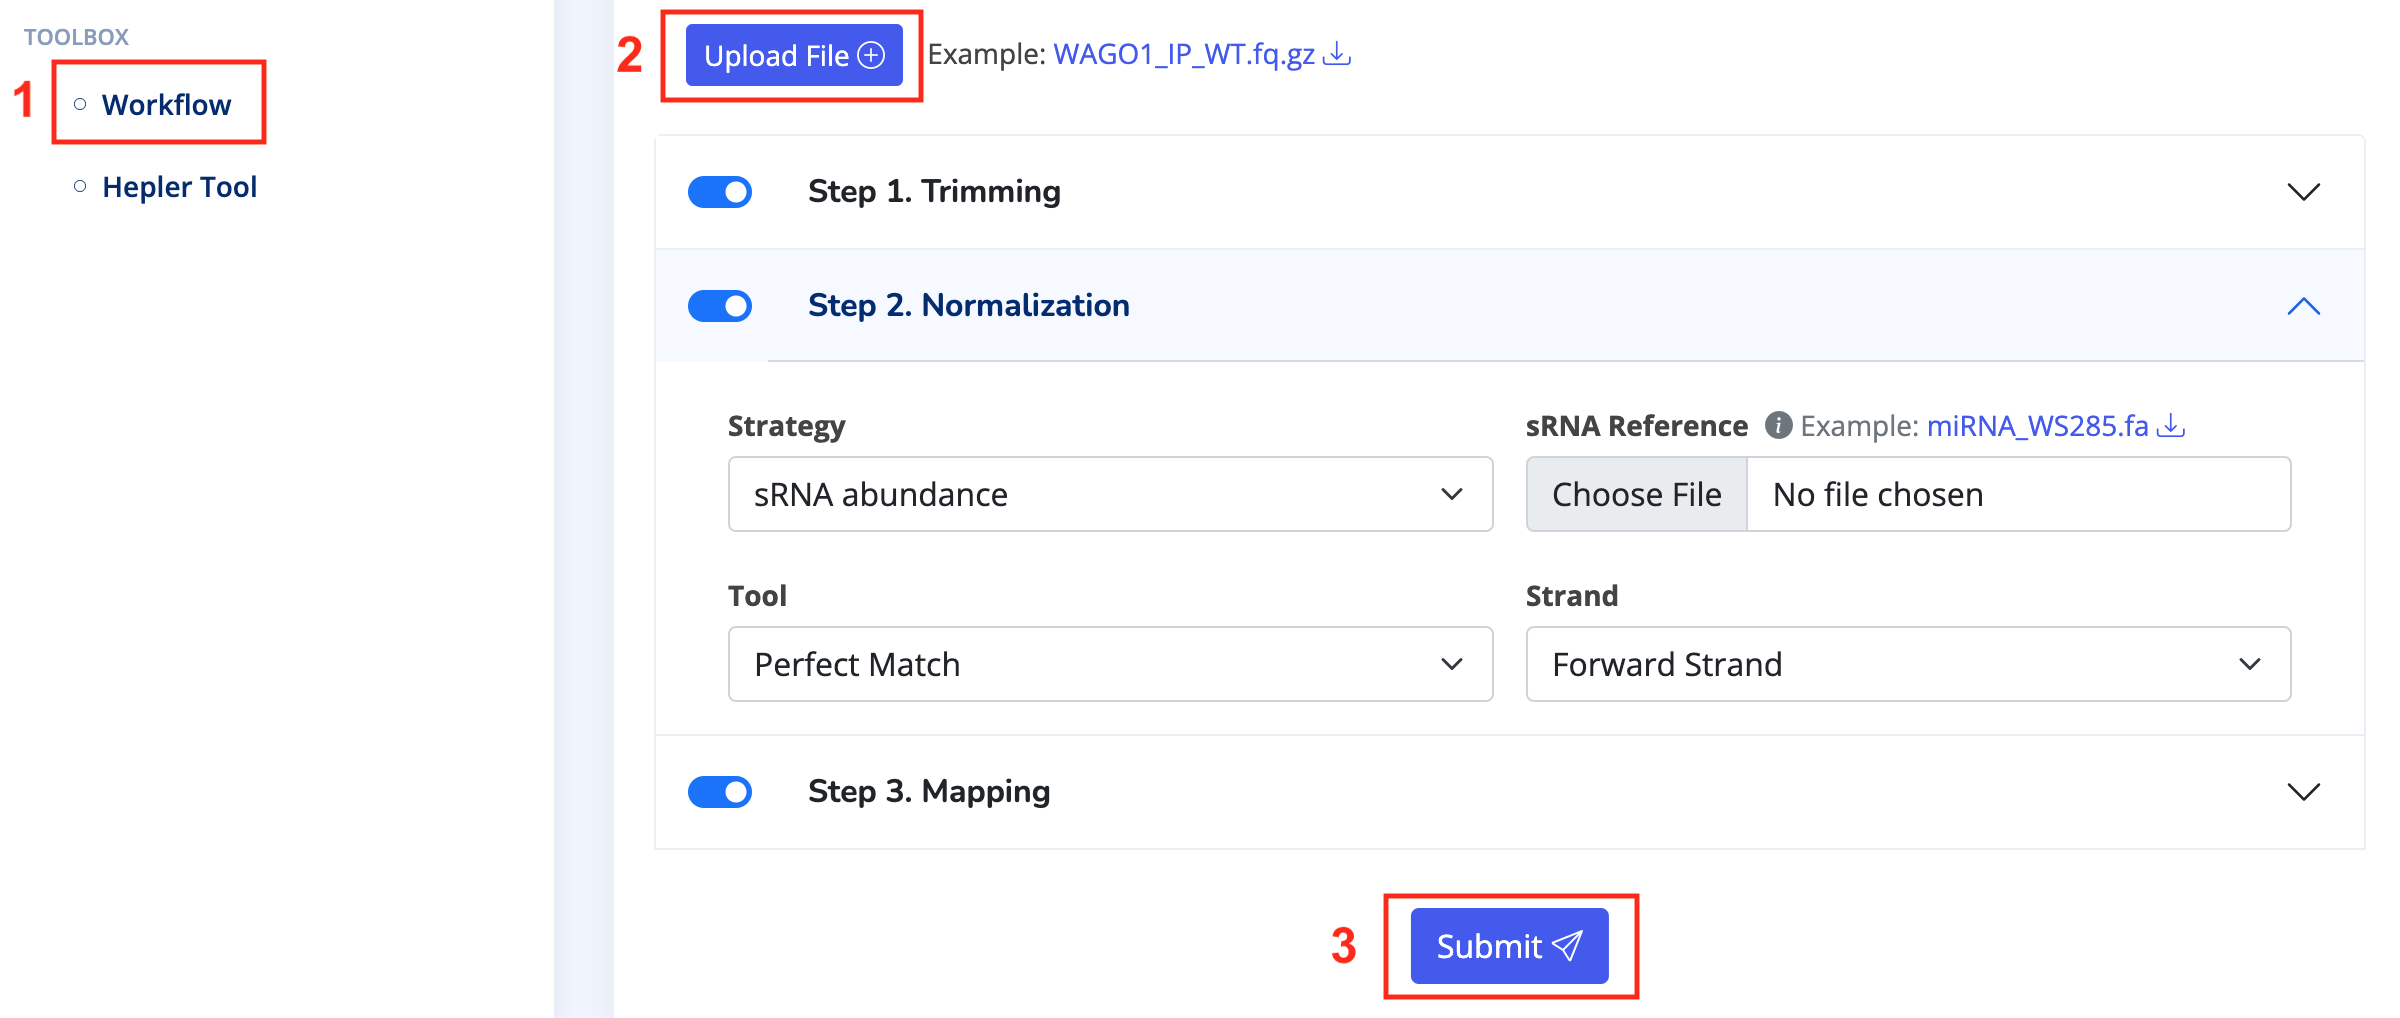 TOOLBOX
1 Workflow
Hepler Tool
2 Upload File Example: WAGO1_IP_WT.fq.gz
Step 1. Trimming
Step 2. Normalization
Strategy
sRNA abundance
sRNA Reference i Example: miRNA_WS285.fa
Choose File No file chosen
Tool
Perfect Match
Strand
Forward Strand
Step 3. Mapping
3 Submit